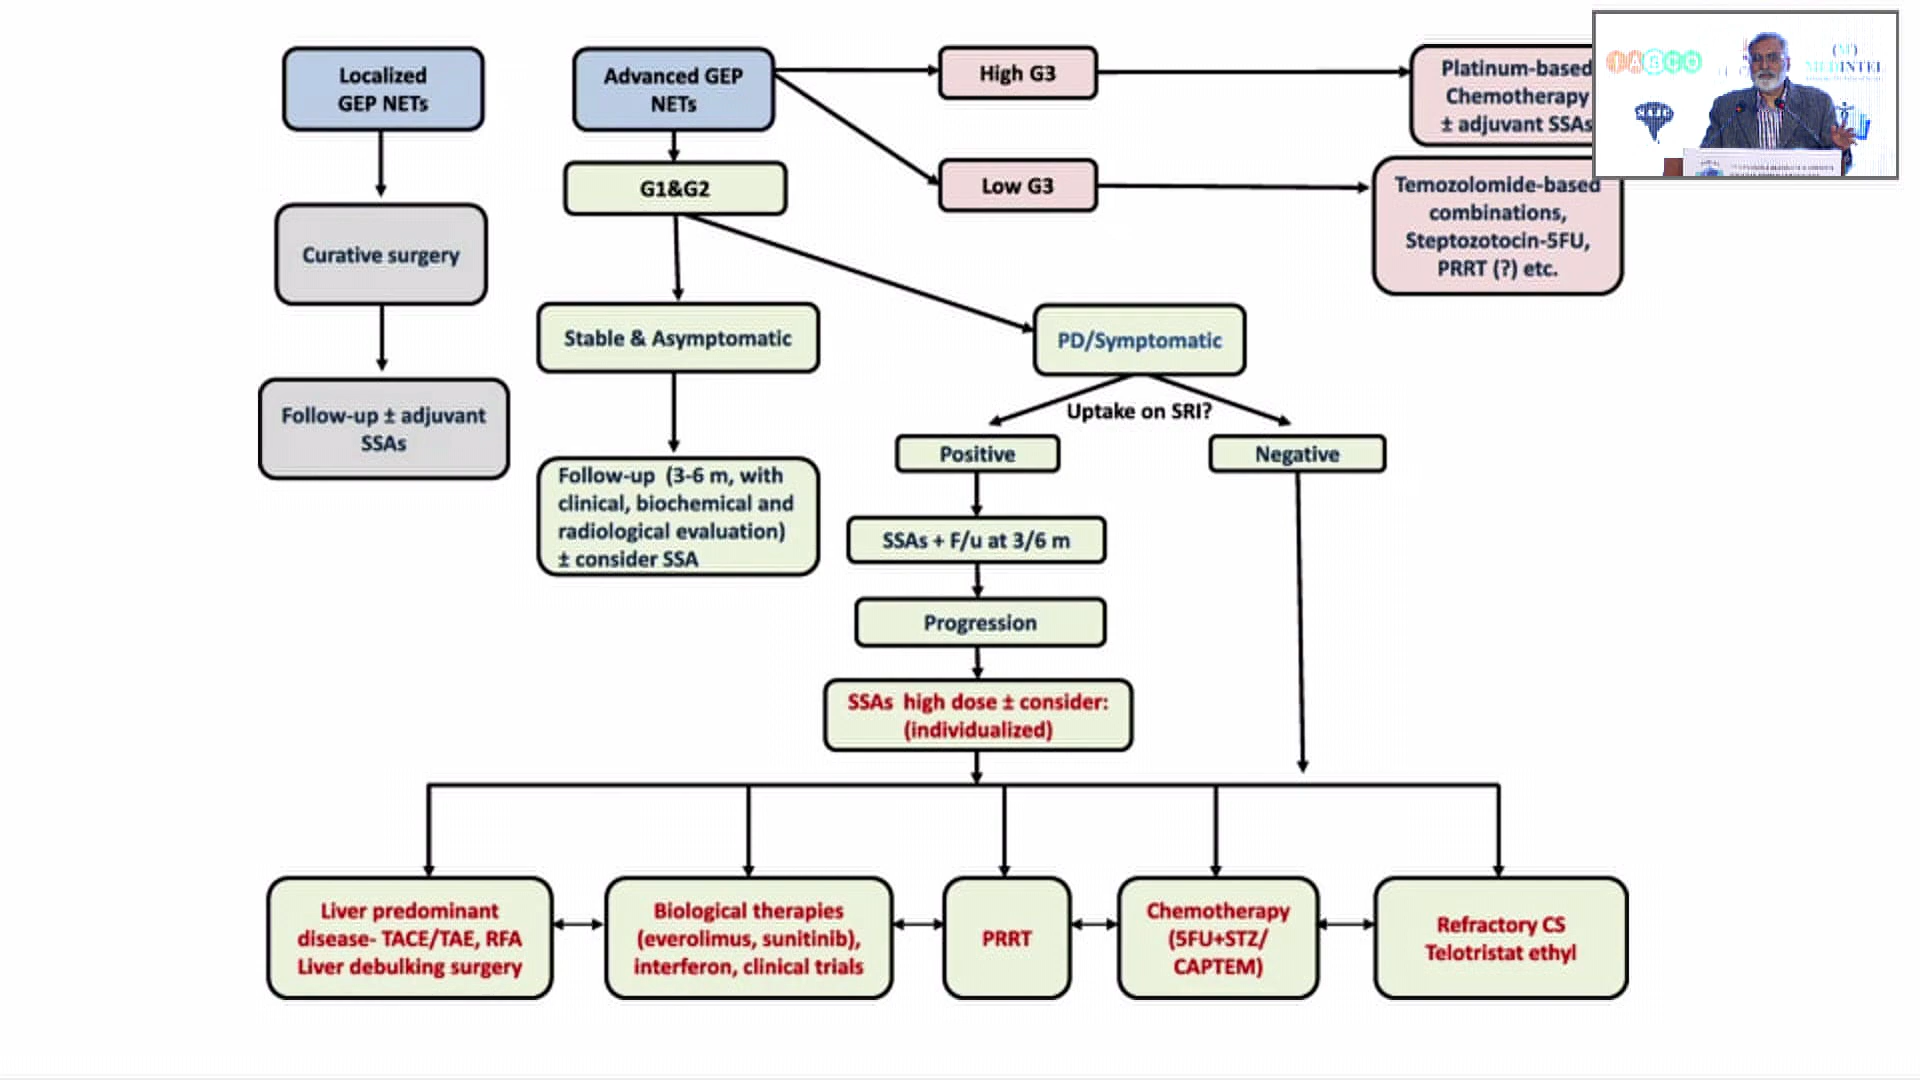 Localized
GEP NETs
Curative surgery
Follow-up ± adjuvant
SSAs
Advanced GEP
NETs
High G3
Platinum-based
Chemotherapy
± adjuvant SSAs
Low G3
Temozolomide-based
combinations,
Steptozotocin-5FU,
PRRT (?) etc.
G1&G2
Stable & Asymptomatic
Follow-up (3-6 m, with
clinical, biochemical and
radiological evaluation)
± consider SSA
PD/Symptomatic
Uptake on SRI?
Positive
Negative
SSAs + F/u at 3/6 m
Progression
SSAs high dose ± consider:
(individualized)
Liver predominant
disease- TACE/TAE, RFA
Liver debulking surgery
Biological therapies
(everolimus, sunitinib),
interferon, clinical trials
PRRT
Chemotherapy
(5FU+STZ/
CAPTEM)
Refractory CS
Telotristat ethyl
MEDINTEL